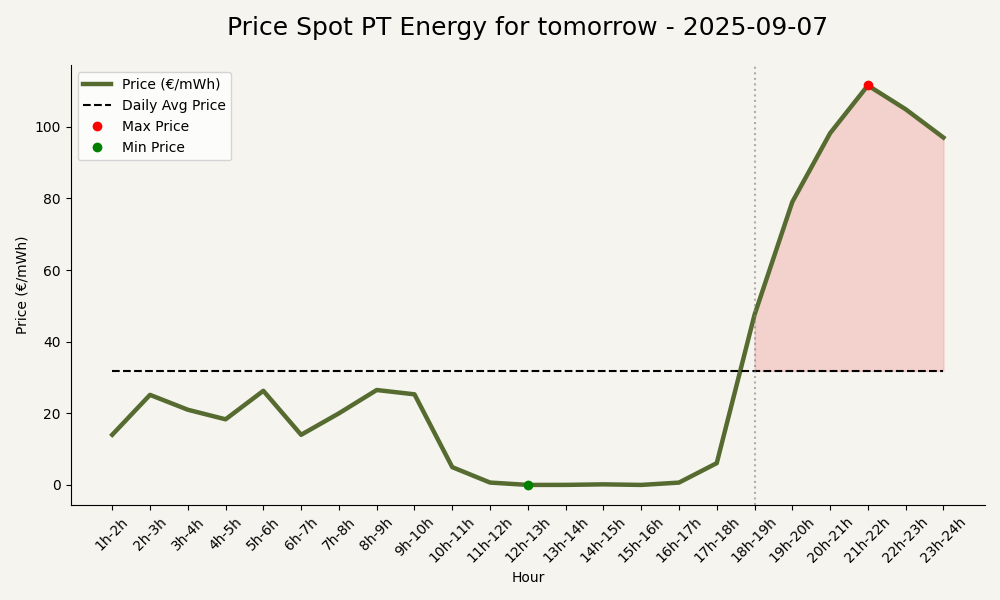 Price Spot PT Energy for tomorrow - 2025-09-07
Price (€/mWh)
Daily Avg Price
Max Price
Min Price
Price (€/mWh)
100
80
60
40
20
0
1h-2h
2h-3h
3h-4h
4h-5h
5h-6h
6h-7h
7h-8h
8h-9h
9h-10h
10h-11h
11h-12h
12h-13h
13h-14h
14h-15h
15h-16h
16h-17h
17h-18h
18h-19h
19h-20h
20h-21h
21h-22h
22h-23h
23h-24h
Hour